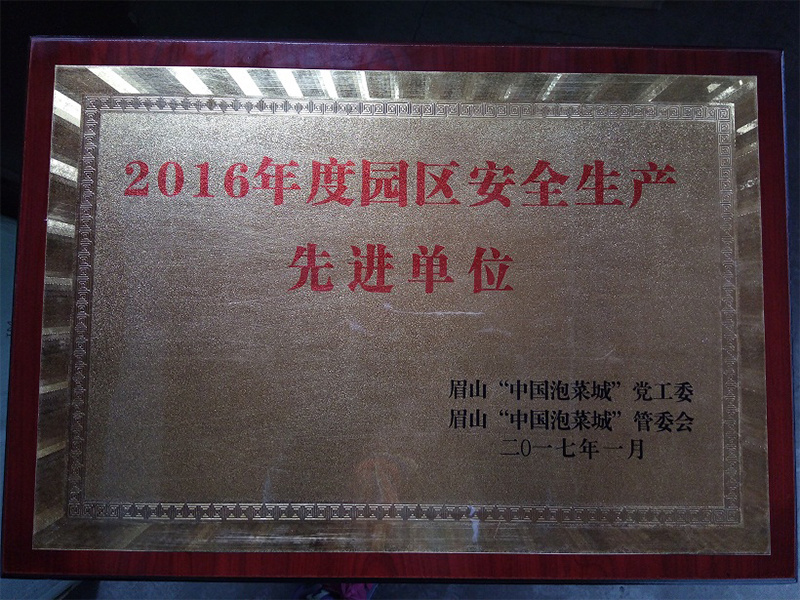 2016年度园区安全生产
先进单位
眉山“中国泡菜城”党工委
眉山“中国泡菜城”管委会
二〇一七年一月